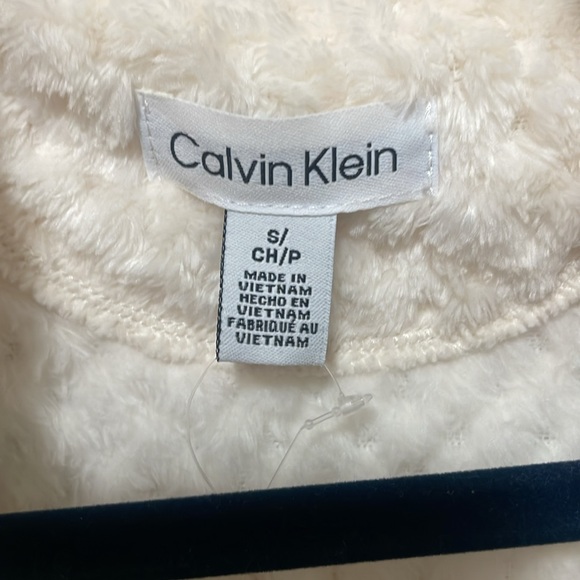 Calvin Klein
S/
CH/P
MADE IN
VIETNAM
HECHO EN
VIETNAM
FABRIQUÉ AU
VIETNAM